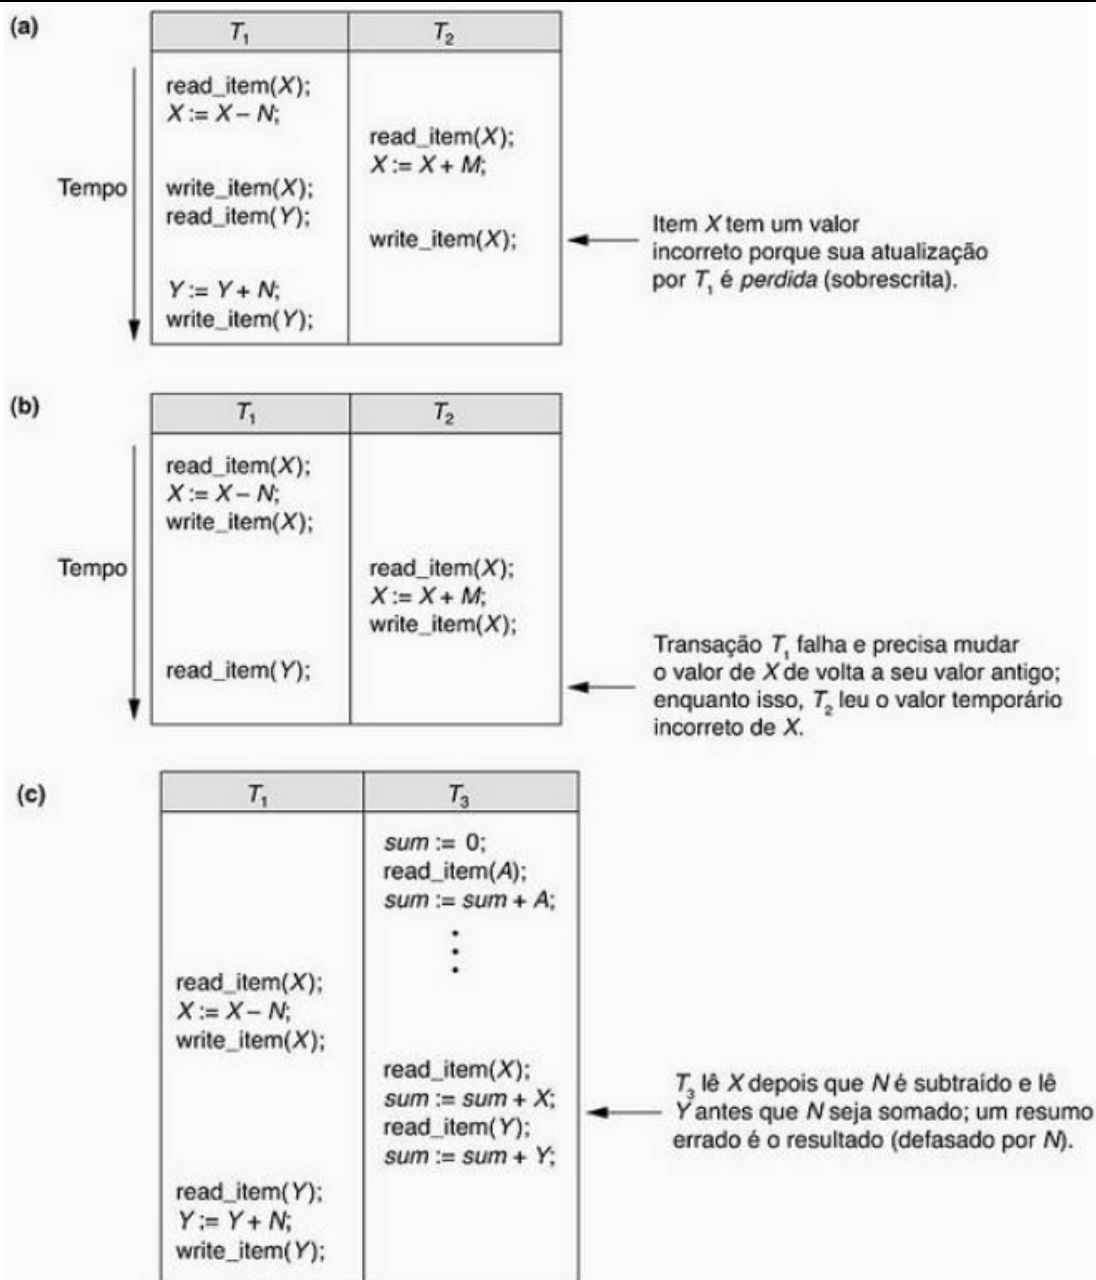 (a)
T₁ T₂
read_item(X);
X := X – N;
read_item(X);
X := X + M;
Tempo
write_item(X);
read_item(Y);
write_item(X);
Item X tem um valor
incorreto porque sua atualização
por T₁ é perdida (sobrescrita).
Y := Y + N;
write_item(Y);
(b)
T₁ T₂
read_item(X);
X := X – N;
write_item(X);
Tempo
read_item(X);
X := X + M;
write_item(X);
read_item(Y);
Transação T₁ falha e precisa mudar
o valor de X de volta a seu valor antigo;
enquanto isso, T₂ leu o valor temporário
incorreto de X.
(c)
T₁ T₃
sum := 0;
read_item(A);
sum := sum + A;
read_item(X);
X := X – N;
write_item(X);
read_item(X);
sum := sum + X;
read_item(Y);
sum := sum + Y;
T₃ lê X depois que N é subtraído e lê
Y antes que N seja somado; um resumo
errado é o resultado (defasado por N).
read_item(Y);
Y := Y + N;
write_item(Y);